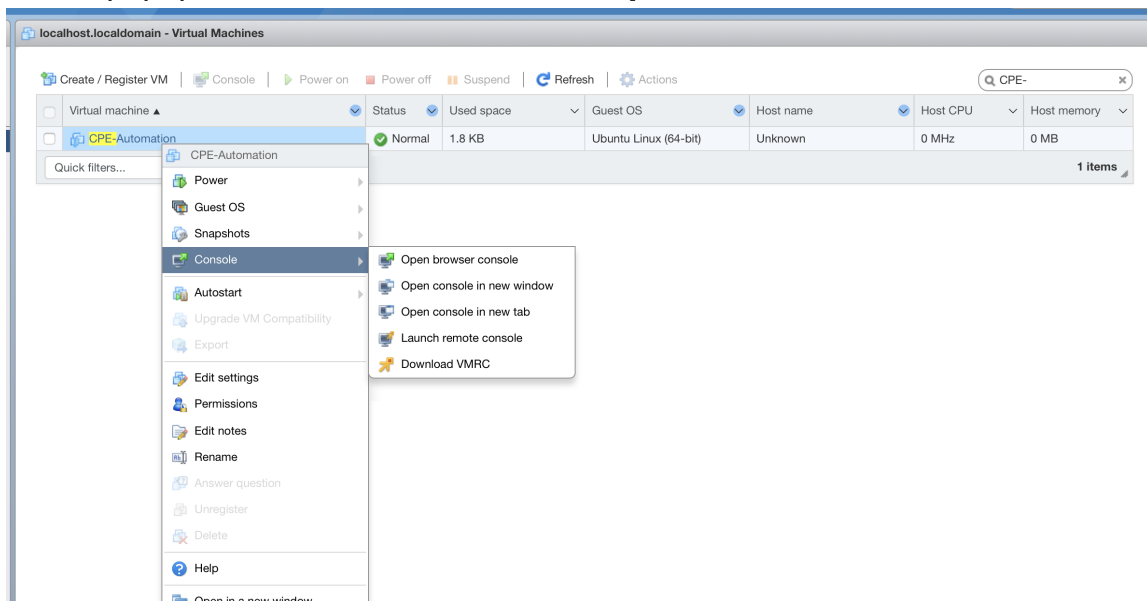 localhost.localdomain - Virtual Machines
Create / Register VM Console Power on Power off Suspend Refresh Actions CPE-
Virtual machine ▲ Status Used space Guest OS Host name Host CPU Host memory
CPE-Automation Normal 1.8 KB Ubuntu Linux (64-bit) Unknown 0 MHz 0 MB
Quick filters... 1 items
CPE-Automation
Power
Guest OS
Snapshots
Console
Autostart
Upgrade VM Compatibility
Export
Edit settings
Permissions
Edit notes
Rename
Answer question
Unregister
Delete
Help
Open in a new window
Open browser console
Open console in new window
Open console in new tab
Launch remote console
Download VMRC